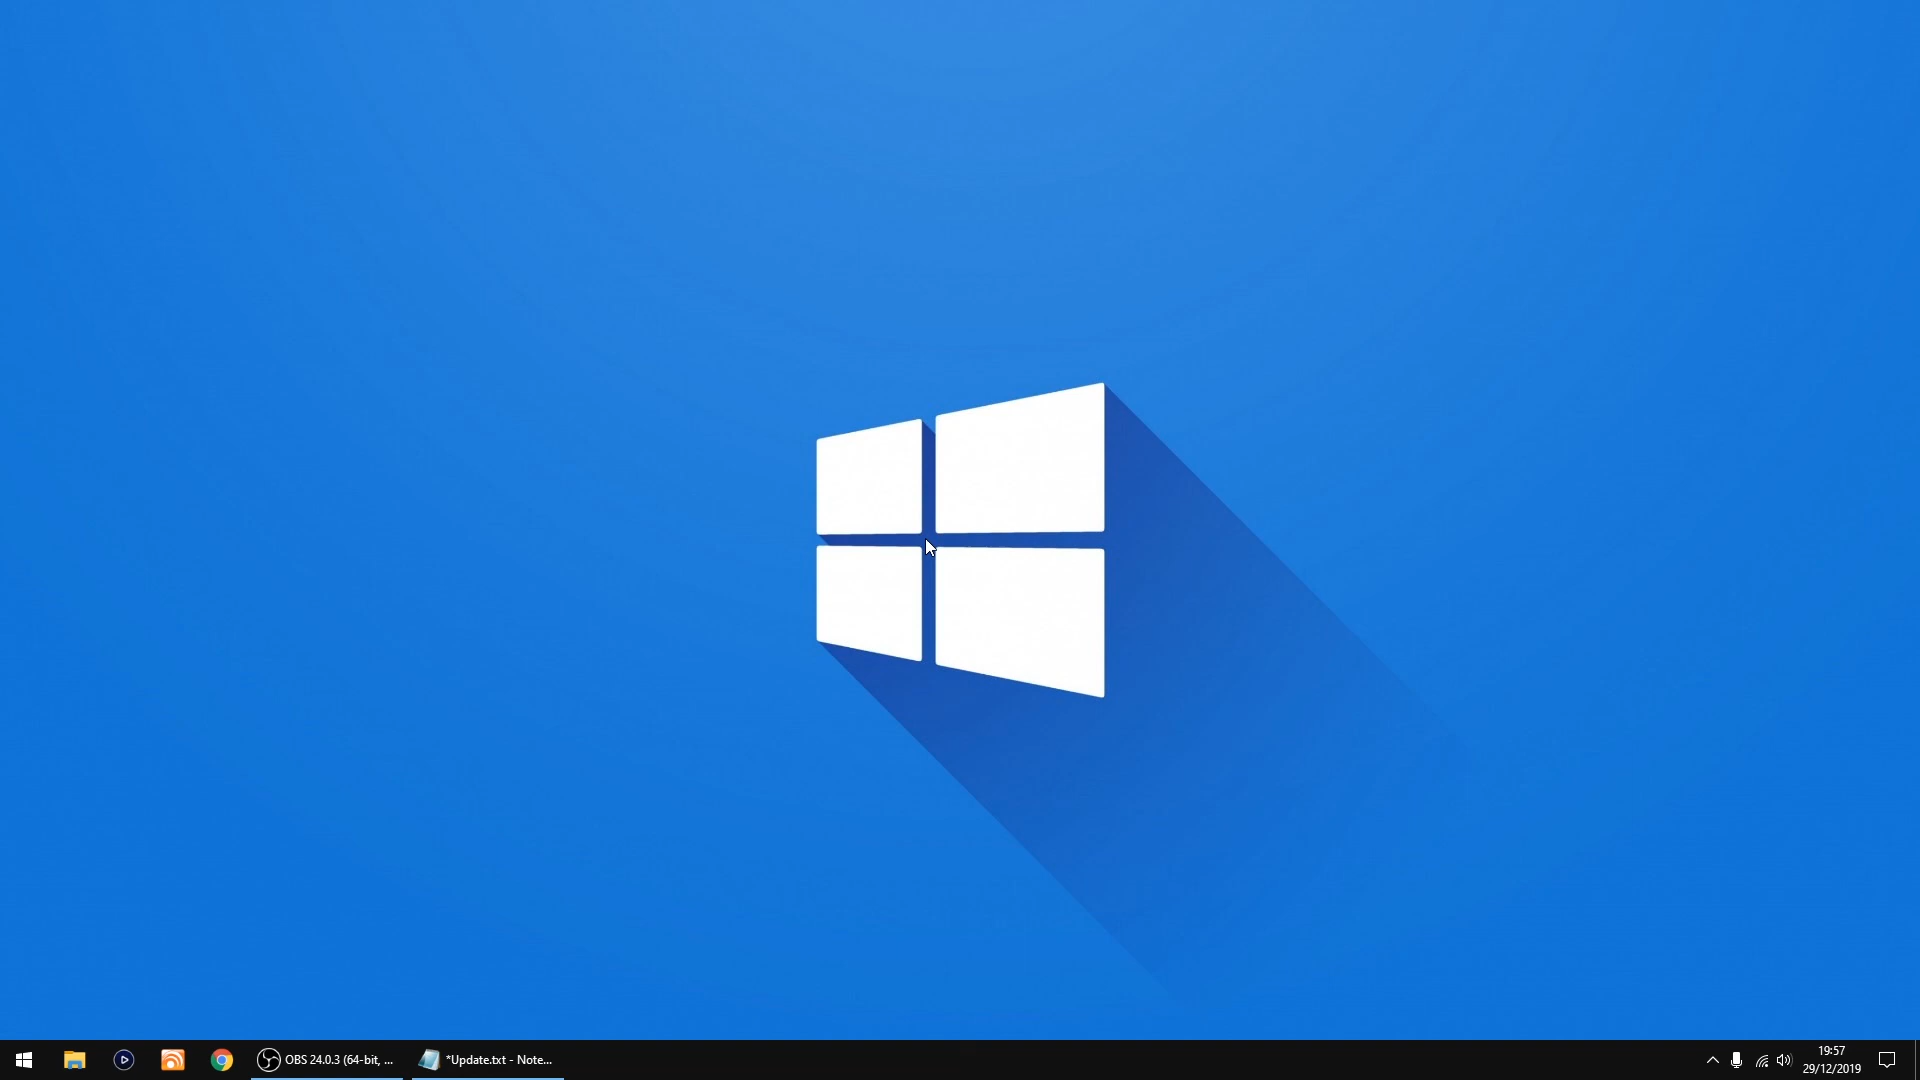 OBS 24.0.3 (64-bit, ...
*Update.txt - Note...
19:57
29/12/2019